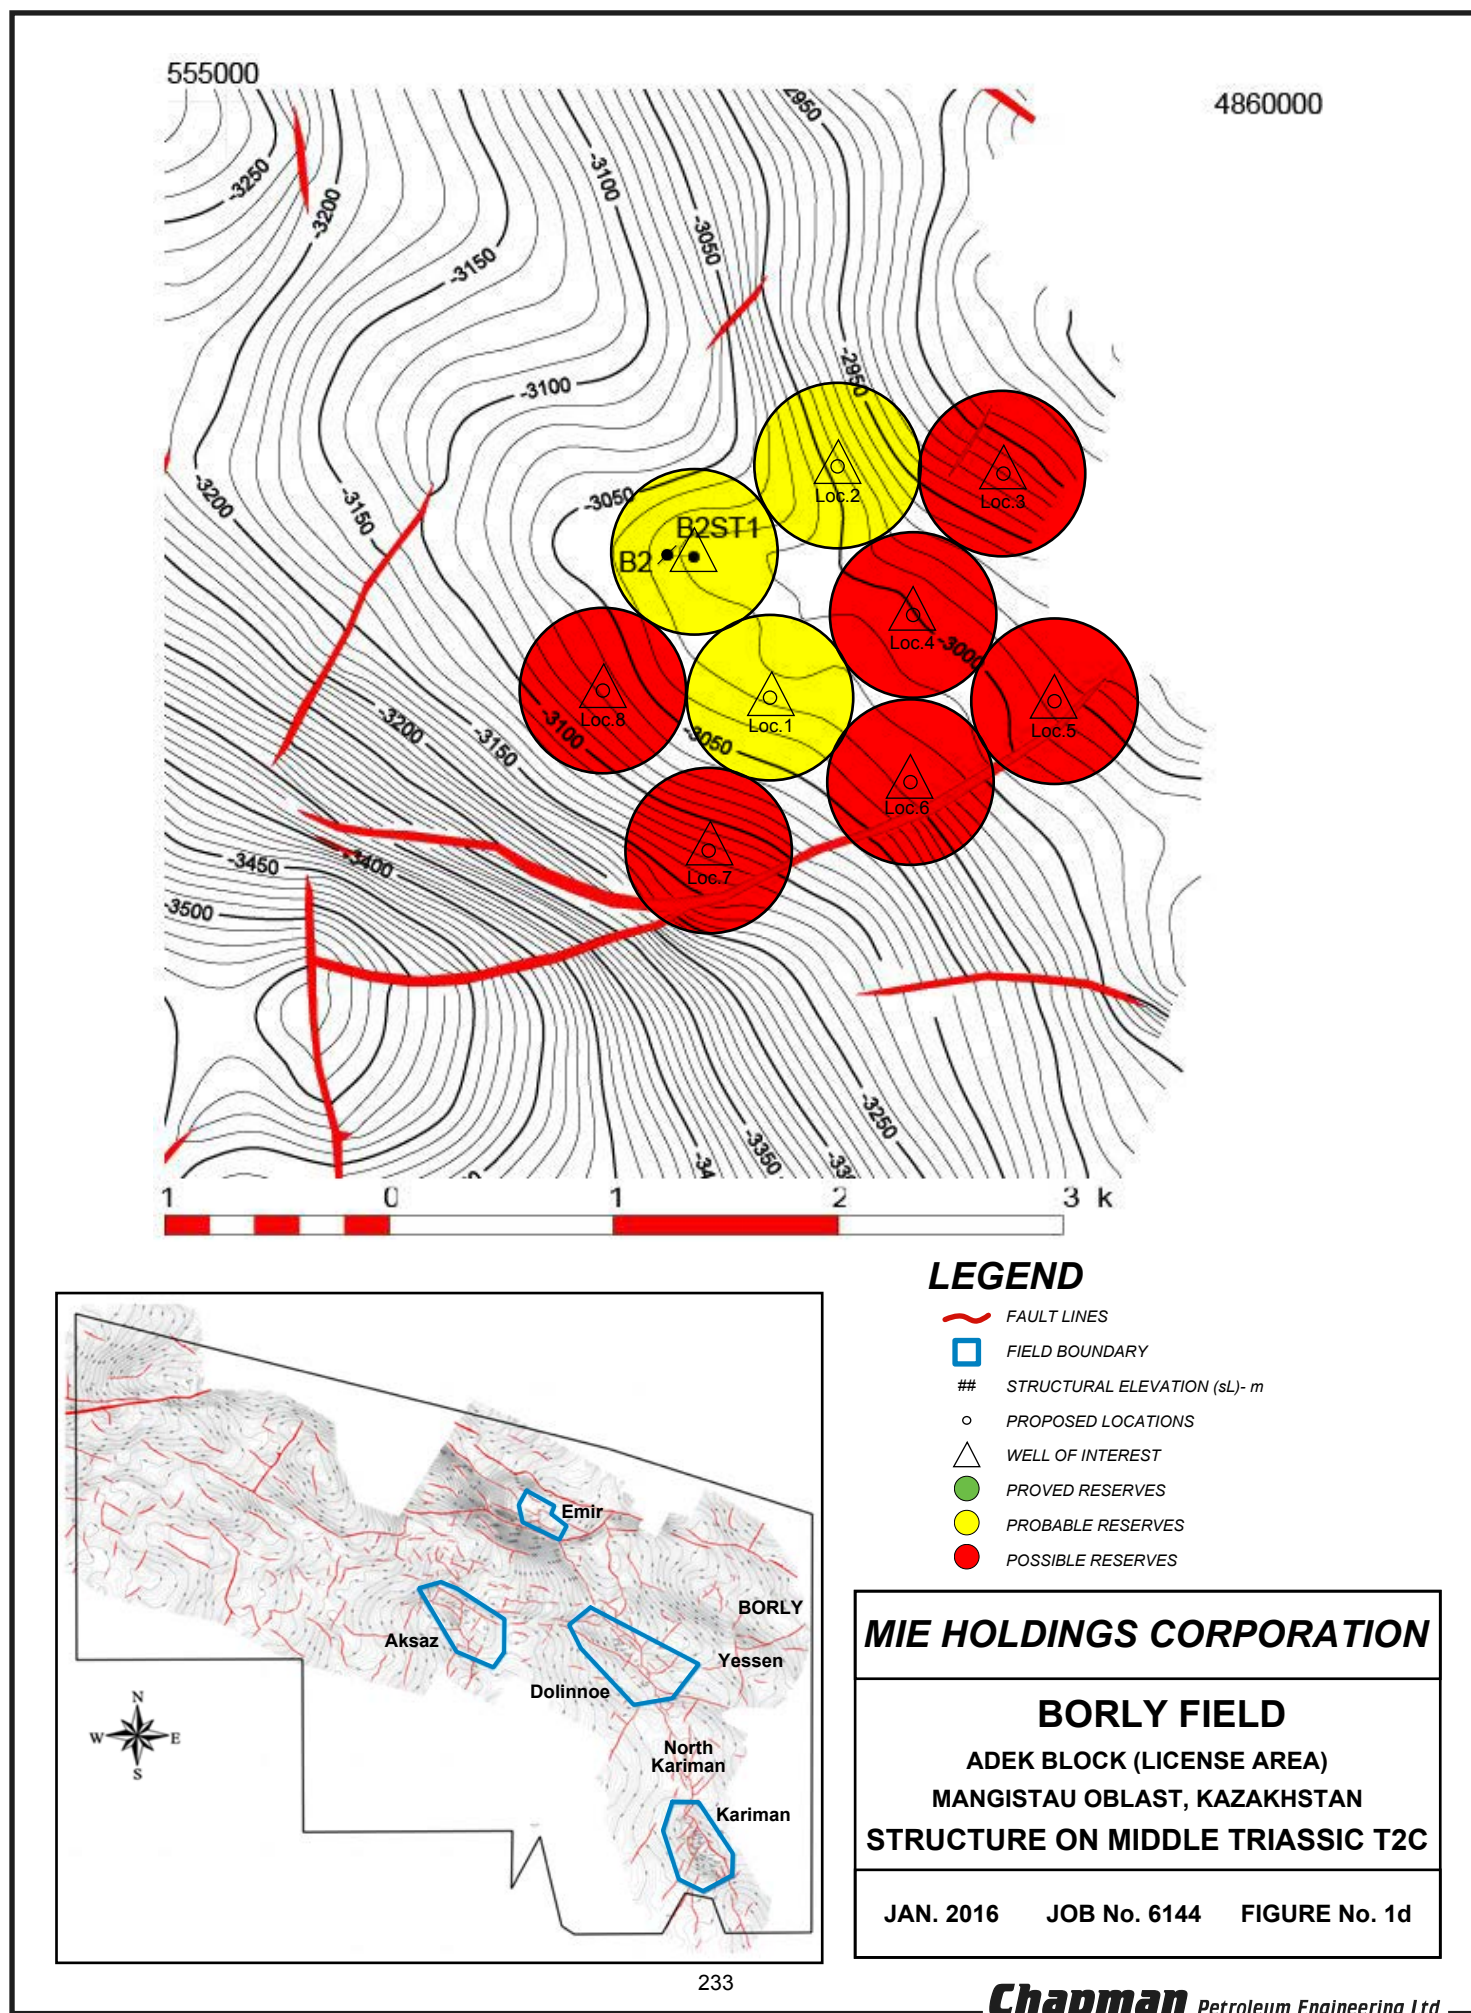 555000
4860000
-2950
-3250
-3200
-3100
-3050
-3150
-2950
-3100
-3050
-3200
-3150
Loc.2
Loc.3
B2ST1
B2
Loc.4
-3000
Loc.8
Loc.1
Loc.5
-3100
-3050
-3200
-3150
Loc.6
Loc.7
-3450
-3400
-3500
-3250
-3350
1 0 1 2 3 k
LEGEND
FAULT LINES
FIELD BOUNDARY
## STRUCTURAL ELEVATION (sL)- m
PROPOSED LOCATIONS
WELL OF INTEREST
PROVED RESERVES
PROBABLE RESERVES
POSSIBLE RESERVES
Emir
BORLY
Aksaz
Yessen
Dolinnoe
North
Kariman
Kariman
N
W E
S
MIE HOLDINGS CORPORATION
BORLY FIELD
ADEK BLOCK (LICENSE AREA)
MANGISTAU OBLAST, KAZAKHSTAN
STRUCTURE ON MIDDLE TRIASSIC T2C
JAN. 2016 JOB No. 6144 FIGURE No. 1d
233
Chapman Petroleum Engineering Ltd